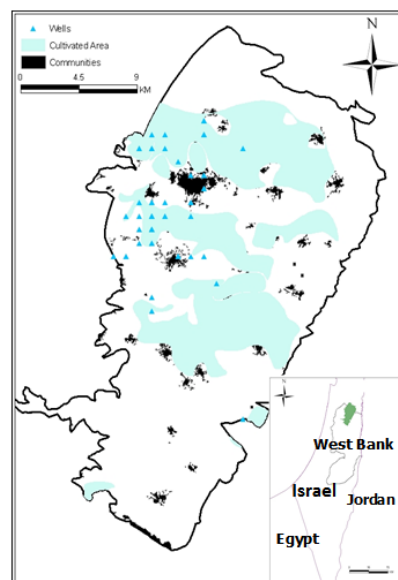 Wells
Cultivated Area
Communities
0 4.5 9
KM
N
N
West Bank
Israel
Jordan
Egypt